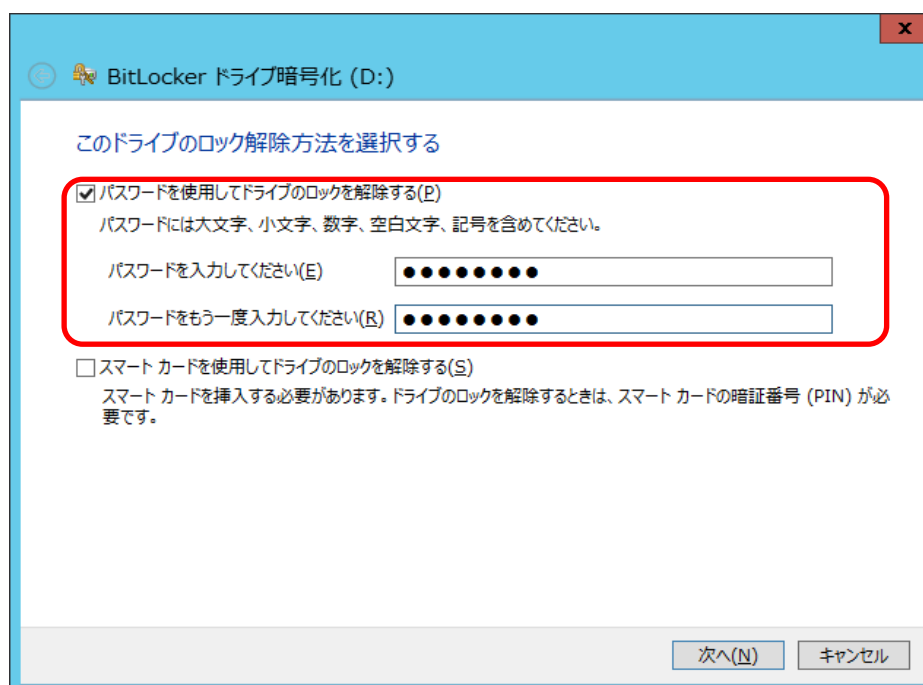 x
BitLocker ドライブ暗号化 (D:)
このドライブのロック解除方法を選択する
パスワードを使用してドライブのロックを解除する(P)
パスワードには大文字、小文字、数字、空白文字、記号を含めてください。
パスワードを入力してください(E) ●●●●●●●●
パスワードをもう一度入力してください(R) ●●●●●●●●
スマート カードを使用してドライブのロックを解除する(S)
スマート カードを挿入する必要があります。ドライブのロックを解除するときは、スマート カードの暗証番号 (PIN) が必
要です。
次へ(N) キャンセル